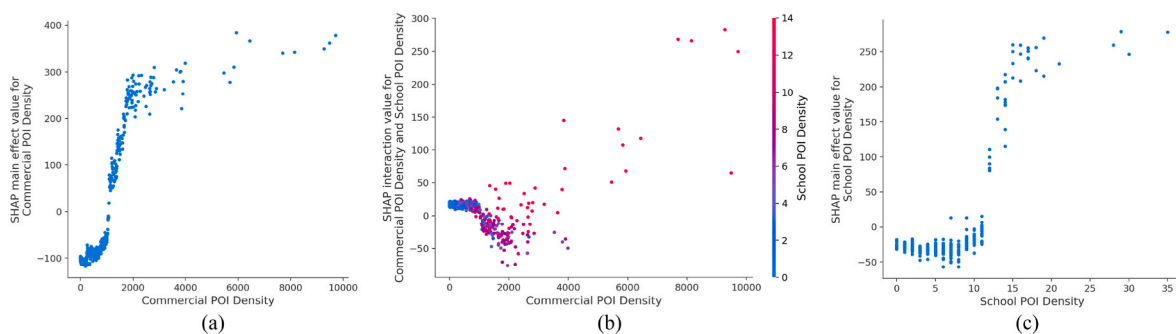 400
300
200
100
0
−100
SHAP main effect value for
Commercial POI Density
0 2000 4000 6000 8000 10000
Commercial POI Density
(a)
300
250
200
150
100
50
0
−50
SHAP interaction value for
Commercial POI Density and School POI Density
0 2000 4000 6000 8000 10000
Commercial POI Density
14
12
10
8
6
4
2
0
School POI Density
(b)
250
200
150
100
50
0
−50
SHAP main effect value for
School POI Density
0 5 10 15 20 25 30 35
School POI Density
(c)